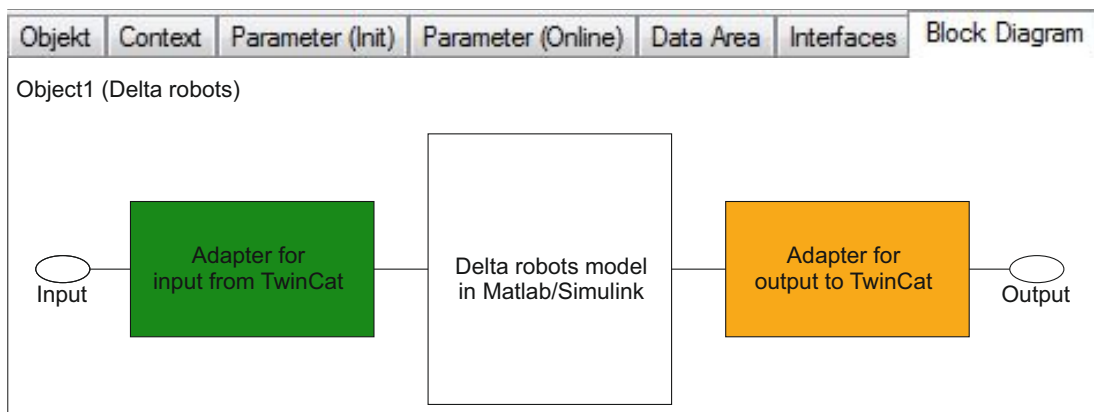 Objekt Context Parameter (Init) Parameter (Online) Data Area Interfaces Block Diagram
Object1 (Delta robots)
Adapter for
input from TwinCat
Delta robots model
in Matlab/Simulink
Adapter for
output to TwinCat
Input
Output